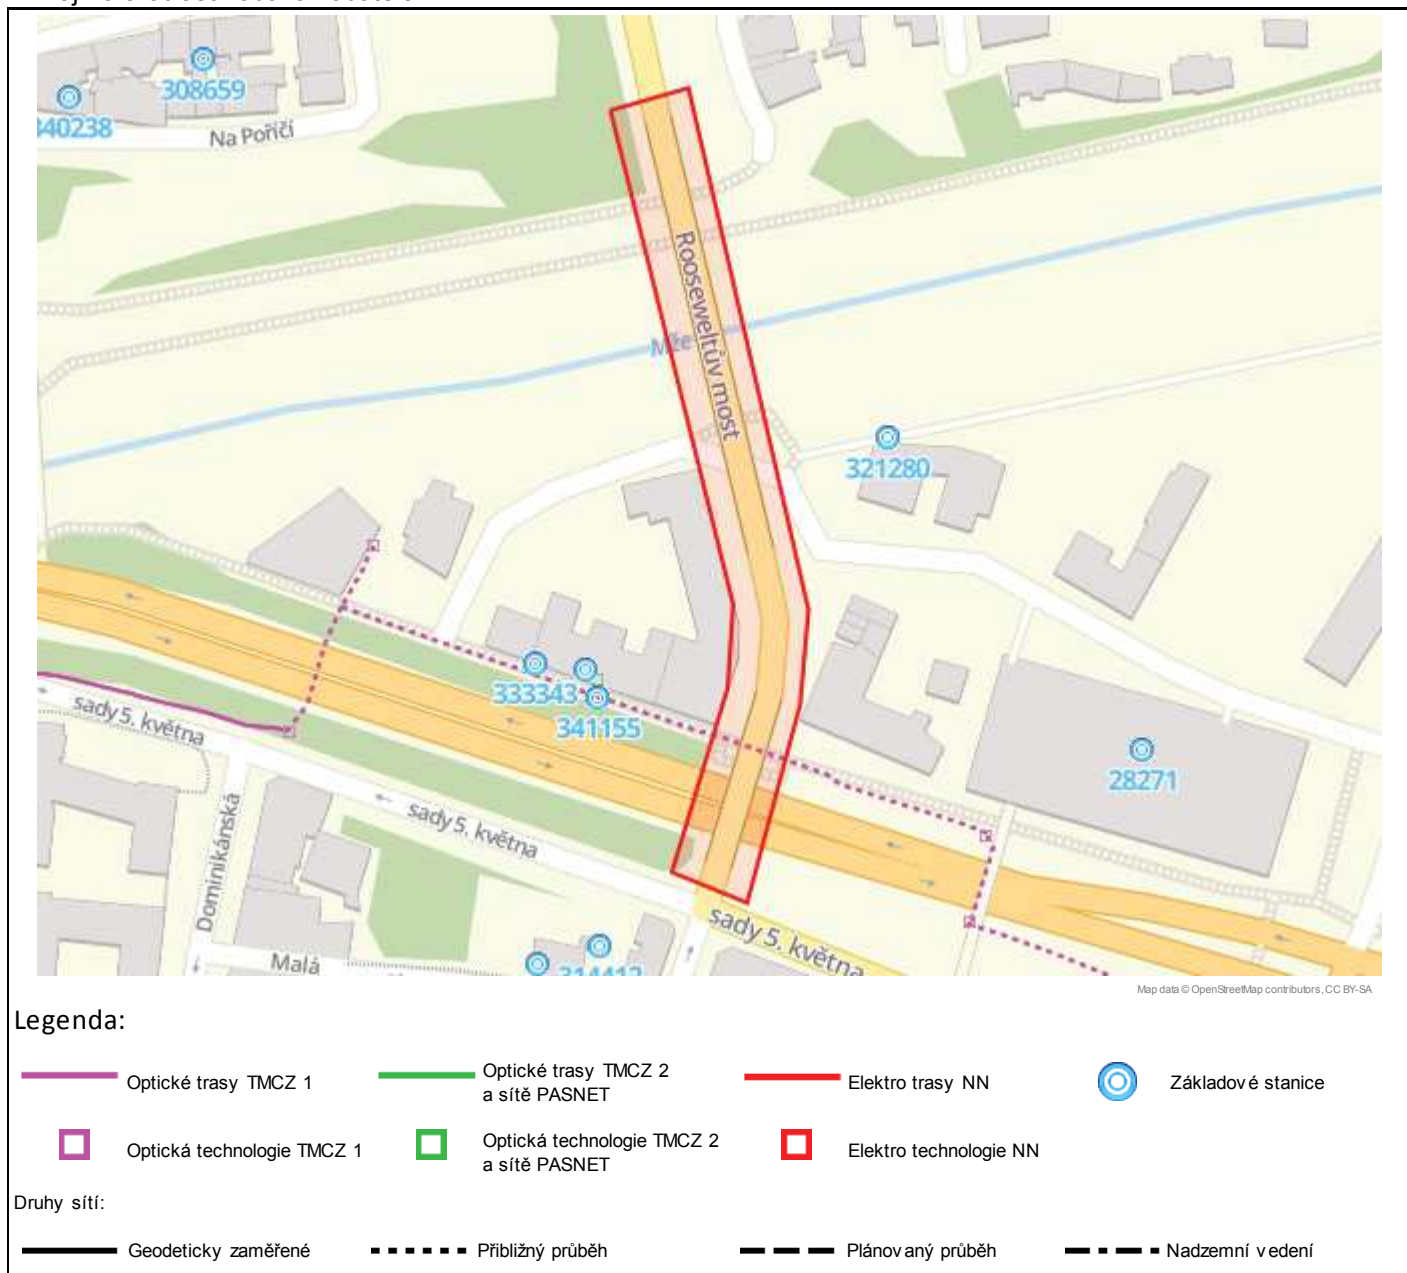 308659
340238
Na Poříčí
Rooseweltův most
Mže
321280
333343
341155
28271
sady 5. května
sady 5. května
Dominikánská
sady 5. května
Malá
314412
Map data © OpenStreetMap contributors, CC BY-SA
Legenda:
Optické trasy TMCZ 1
Optické trasy TMCZ 2
a sítě PASNET
Elektro trasy NN
Základové stanice
Optická technologie TMCZ 1
Optická technologie TMCZ 2
a sítě PASNET
Elektro technologie NN
Druhy sítí:
Geodeticky zaměřené
Přibližný průběh
Plánovaný průběh
Nadzemní vedení